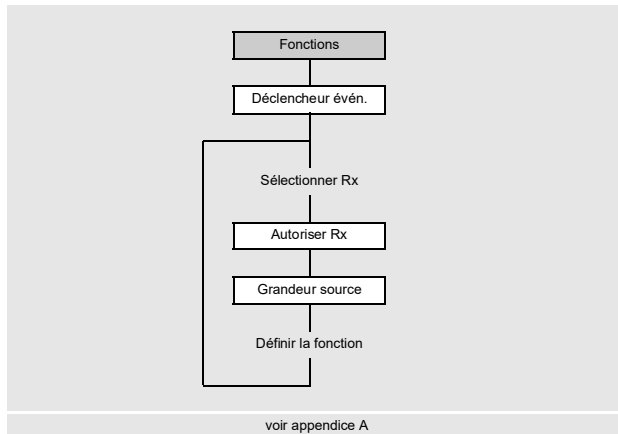 Fonctions
Déclencheur évén.
Sélectionner Rx
Autoriser Rx
Grandeur source
Définir la fonction
voir appendice A